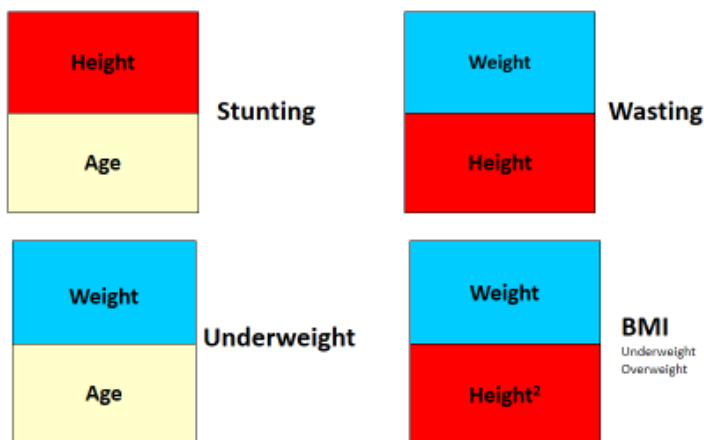 Height
Age
Stunting
Weight
Height
Wasting
Weight
Age
Underweight
Weight
Height²
BMI
Underweight
Overweight